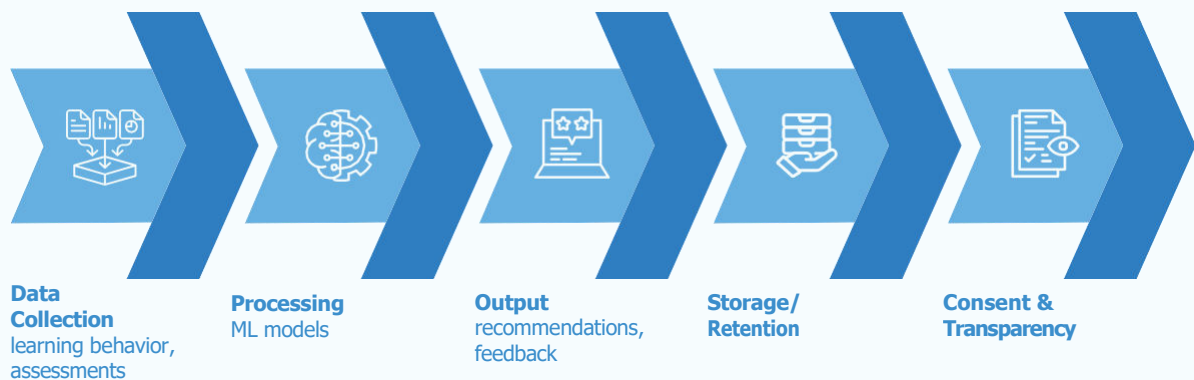 Data
Collection
learning behavior,
assessments
Processing
ML models
Output
recommendations,
feedback
Storage/
Retention
Consent &
Transparency